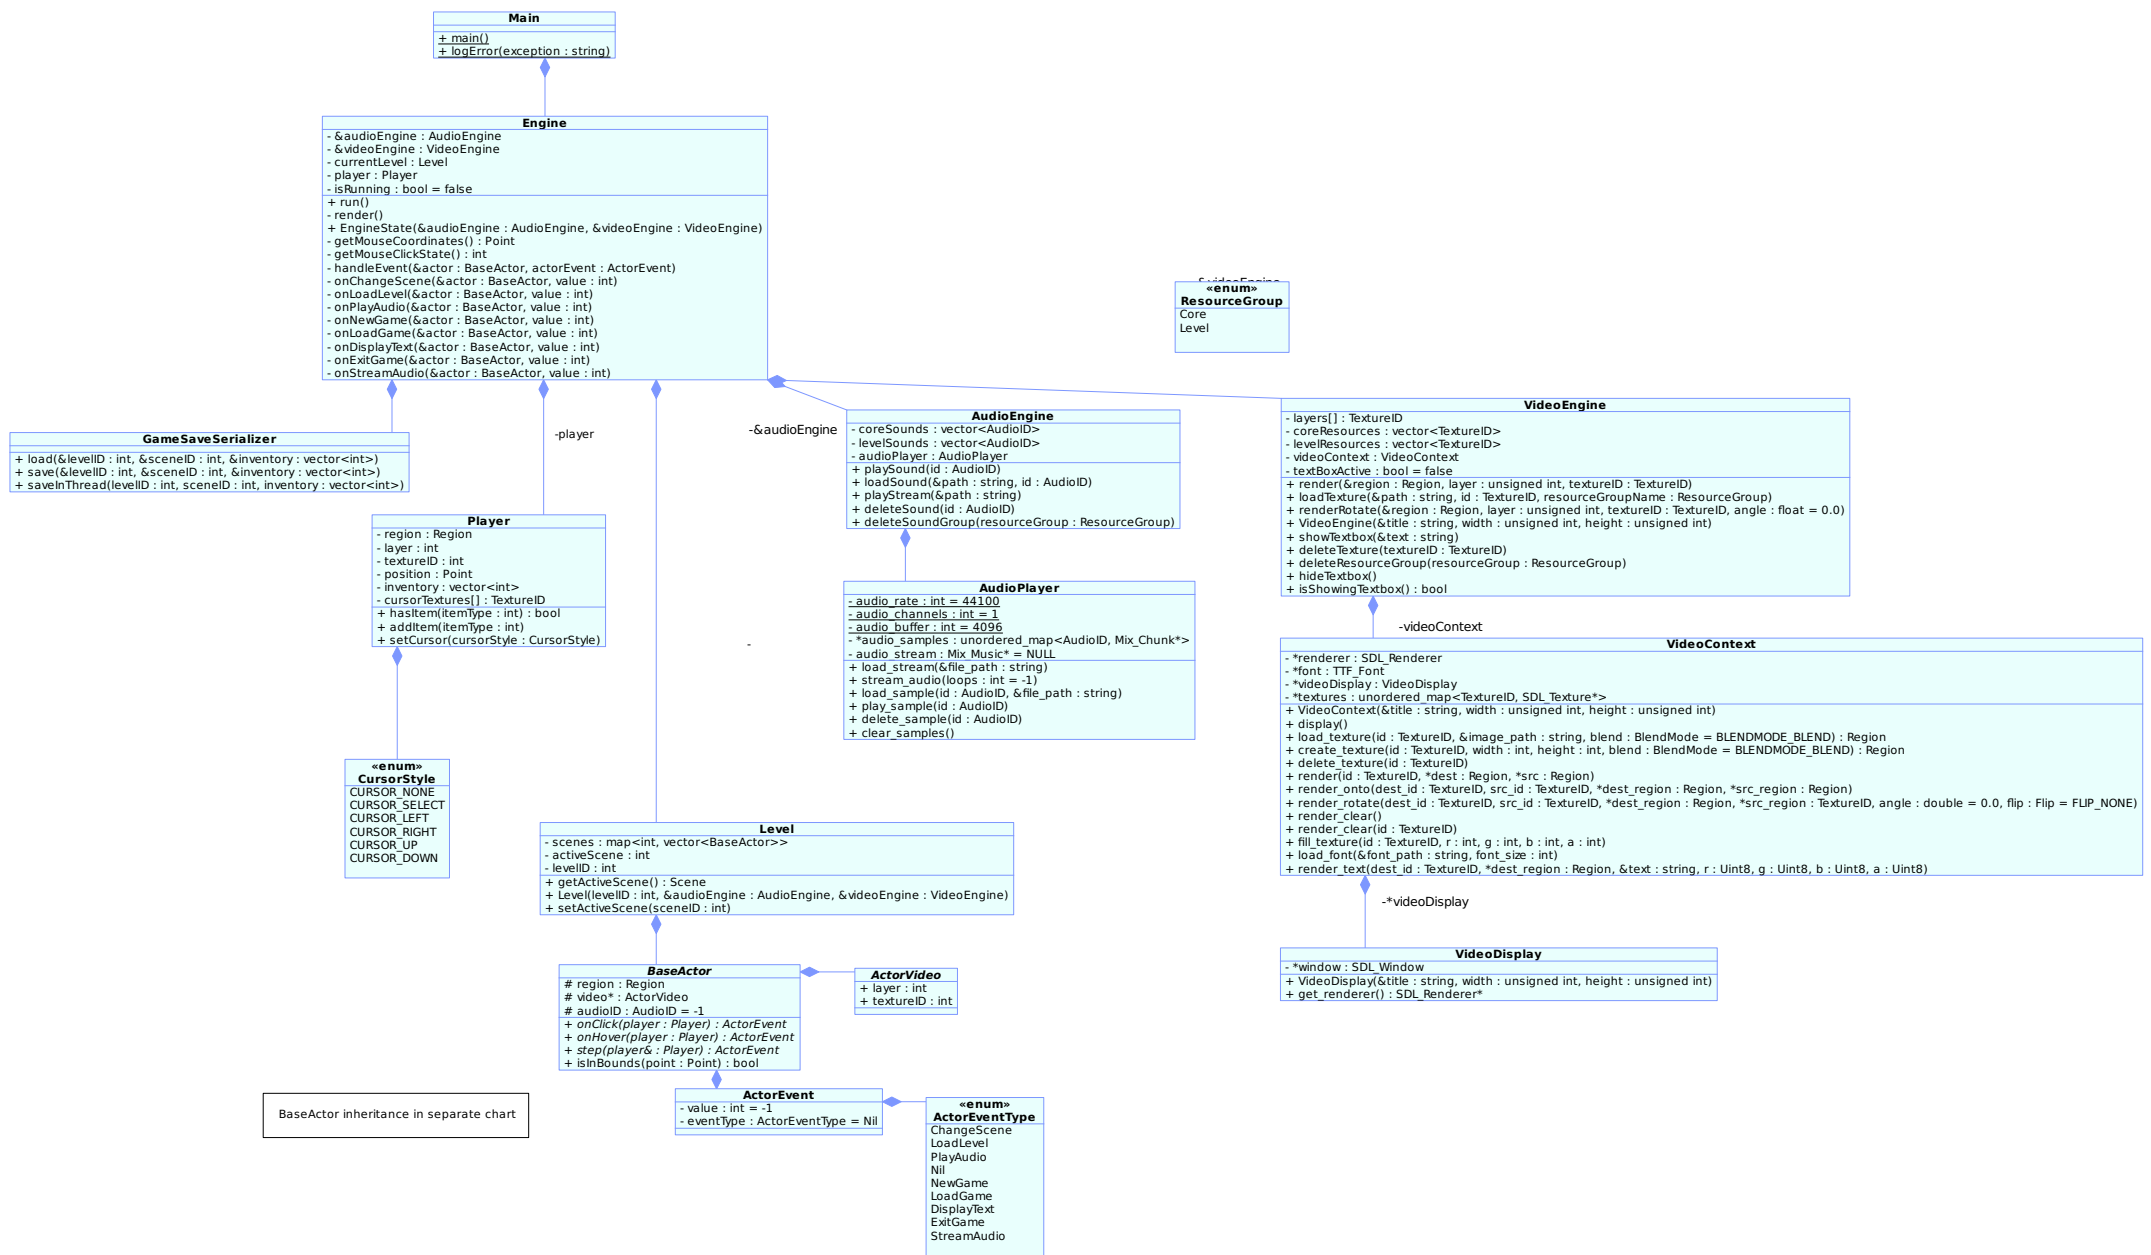 Main
+ main()
+ logError(exception : string)
Engine
- &audioEngine : AudioEngine
- &videoEngine : VideoEngine
- currentLevel : Level
- player : Player
- isRunning : bool = false
+ run()
- render()
+ EngineState(&audioEngine : AudioEngine, &videoEngine : VideoEngine)
- getMouseCoordinates() : Point
- getMouseClickState() : int
- handleEvent(&actor : BaseActor, actorEvent : ActorEvent)
- onChangeScene(&actor : BaseActor, value : int)
- onLoadLevel(&actor : BaseActor, value : int)
- onPlayAudio(&actor : BaseActor, value : int)
- onNewGame(&actor : BaseActor, value : int)
- onLoadGame(&actor : BaseActor, value : int)
- onDisplayText(&actor : BaseActor, value : int)
- onExitGame(&actor : BaseActor, value : int)
- onStreamAudio(&actor : BaseActor, value : int)
-&videoEngine
«enum»
ResourceGroup
Core
Level
GameSaveSerializer
+ load(&levelID : int, &sceneID : int, &inventory : vector<int>)
+ save(&levelID : int, &sceneID : int, &inventory : vector<int>)
+ saveInThread(levelID : int, sceneID : int, inventory : vector<int>)
-player
Player
- region : Region
- layer : int
- textureID : int
- position : Point
- inventory : vector<int>
- cursorTextures[] : TextureID
+ hasItem(itemType : int) : bool
+ addItem(itemType : int)
+ setCursor(cursorStyle : CursorStyle)
«enum»
CursorStyle
CURSOR_NONE
CURSOR_SELECT
CURSOR_LEFT
CURSOR_RIGHT
CURSOR_UP
CURSOR_DOWN
-&audioEngine
AudioEngine
- coreSounds : vector<AudioID>
- levelSounds : vector<AudioID>
- audioPlayer : AudioPlayer
+ playSound(id : AudioID)
+ loadSound(&path : string, id : AudioID)
+ playStream(&path : string)
+ deleteSound(id : AudioID)
+ deleteSoundGroup(resourceGroup : ResourceGroup)
AudioPlayer
- audio_rate : int = 44100
- audio_channels : int = 1
- audio_buffer : int = 4096
- *audio_samples : unordered_map<AudioID, Mix_Chunk*>
- audio_stream : Mix_Music* = NULL
+ load_stream(&file_path : string)
+ stream_audio(loops : int = -1)
+ load_sample(id : AudioID, &file_path : string)
+ play_sample(id : AudioID)
+ delete_sample(id : AudioID)
+ clear_samples()
-
VideoEngine
- layers[] : TextureID
- coreResources : vector<TextureID>
- levelResources : vector<TextureID>
- videoContext : VideoContext
- textBoxActive : bool = false
+ render(&region : Region, layer : unsigned int, textureID : TextureID)
+ loadTexture(&path : string, id : TextureID, resourceGroupName : ResourceGroup)
+ renderRotate(&region : Region, layer : unsigned int, textureID : TextureID, angle : float = 0.0)
+ VideoEngine(&title : string, width : unsigned int, height : unsigned int)
+ showTextbox(&text : string)
+ deleteTexture(textureID : TextureID)
+ deleteResourceGroup(resourceGroup : ResourceGroup)
+ hideTextbox()
+ isShowingTextbox() : bool
-videoContext
VideoContext
- *renderer : SDL_Renderer
- *font : TTF_Font
- *videoDisplay : VideoDisplay
- *textures : unordered_map<TextureID, SDL_Texture*>
+ VideoContext(&title : string, width : unsigned int, height : unsigned int)
+ display()
+ load_texture(id : TextureID, &image_path : string, blend : BlendMode = BLENDMODE_BLEND) : Region
+ create_texture(id : TextureID, width : int, height : int, blend : BlendMode = BLENDMODE_BLEND) : Region
+ delete_texture(id : TextureID)
+ render(id : TextureID, *dest : Region, *src : Region)
+ render_onto(dest_id : TextureID, src_id : TextureID, *dest_region : Region, *src_region : Region)
+ render_rotate(dest_id : TextureID, src_id : TextureID, *dest_region : Region, *src_region : TextureID, angle : double = 0.0, flip : Flip = FLIP_NONE)
+ render_clear()
+ render_clear(id : TextureID)
+ fill_texture(id : TextureID, r : int, g : int, b : int, a : int)
+ load_font(&font_path : string, font_size : int)
+ render_text(dest_id : TextureID, *dest_region : Region, &text : string, r : Uint8, g : Uint8, b : Uint8, a : Uint8)
-*videoDisplay
VideoDisplay
- *window : SDL_Window
+ VideoDisplay(&title : string, width : unsigned int, height : unsigned int)
+ get_renderer() : SDL_Renderer*
Level
- scenes : map<int, vector<BaseActor>>
- activeScene : int
- levelID : int
+ getActiveScene() : Scene
+ Level(levelID : int, &audioEngine : AudioEngine, &videoEngine : VideoEngine)
+ setActiveScene(sceneID : int)
BaseActor
# region : Region
# video* : ActorVideo
# audioID : AudioID = -1
+ onClick(player : Player) : ActorEvent
+ onHover(player : Player) : ActorEvent
+ step(player& : Player) : ActorEvent
+ isInBounds(point : Point) : bool
ActorVideo
+ layer : int
+ textureID : int
ActorEvent
- value : int = -1
- eventType : ActorEventType = Nil
«enum»
ActorEventType
ChangeScene
LoadLevel
PlayAudio
Nil
NewGame
LoadGame
DisplayText
ExitGame
StreamAudio
BaseActor inheritance in separate chart